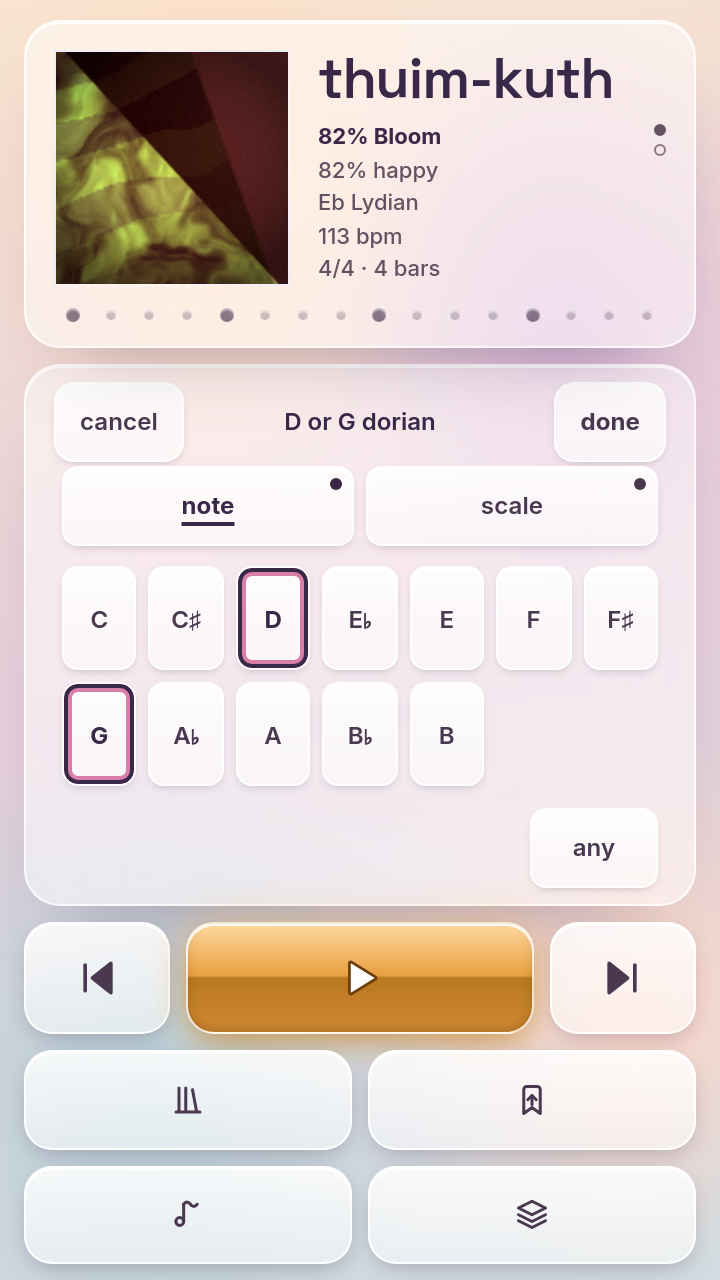 thuim-kuth
82% Bloom
82% happy
Eb Lydian
113 bpm
4/4 · 4 bars
cancel
D or G dorian
done
note
scale
C
C♯
D
E♭
E
F
F♯
G
A♭
A
B♭
B
any